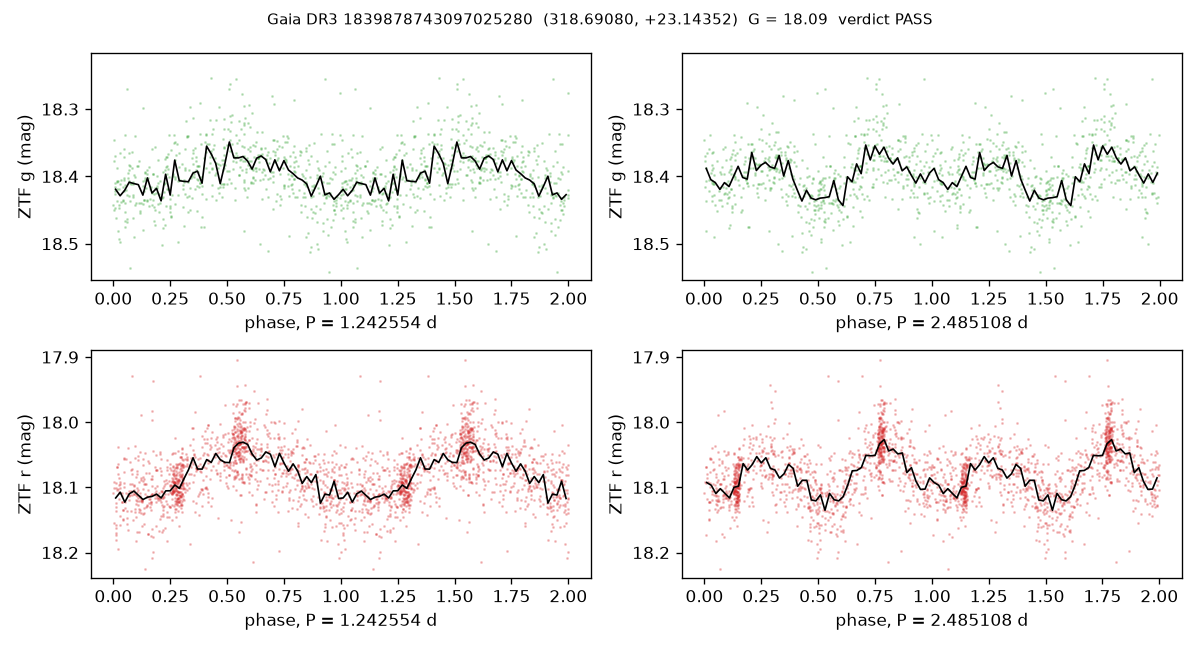 Gaia DR3 1839878743097025280  (318.69080, +23.14352)  G = 18.09  verdict PASS
ZTF g (mag)
18.3
18.4
18.5
0.00 0.25 0.50 0.75 1.00 1.25 1.50 1.75 2.00
phase, P = 1.242554 d
ZTF g (mag)
18.3
18.4
18.5
0.00 0.25 0.50 0.75 1.00 1.25 1.50 1.75 2.00
phase, P = 2.485108 d
ZTF r (mag)
17.9
18.0
18.1
18.2
0.00 0.25 0.50 0.75 1.00 1.25 1.50 1.75 2.00
phase, P = 1.242554 d
ZTF r (mag)
17.9
18.0
18.1
18.2
0.00 0.25 0.50 0.75 1.00 1.25 1.50 1.75 2.00
phase, P = 2.485108 d